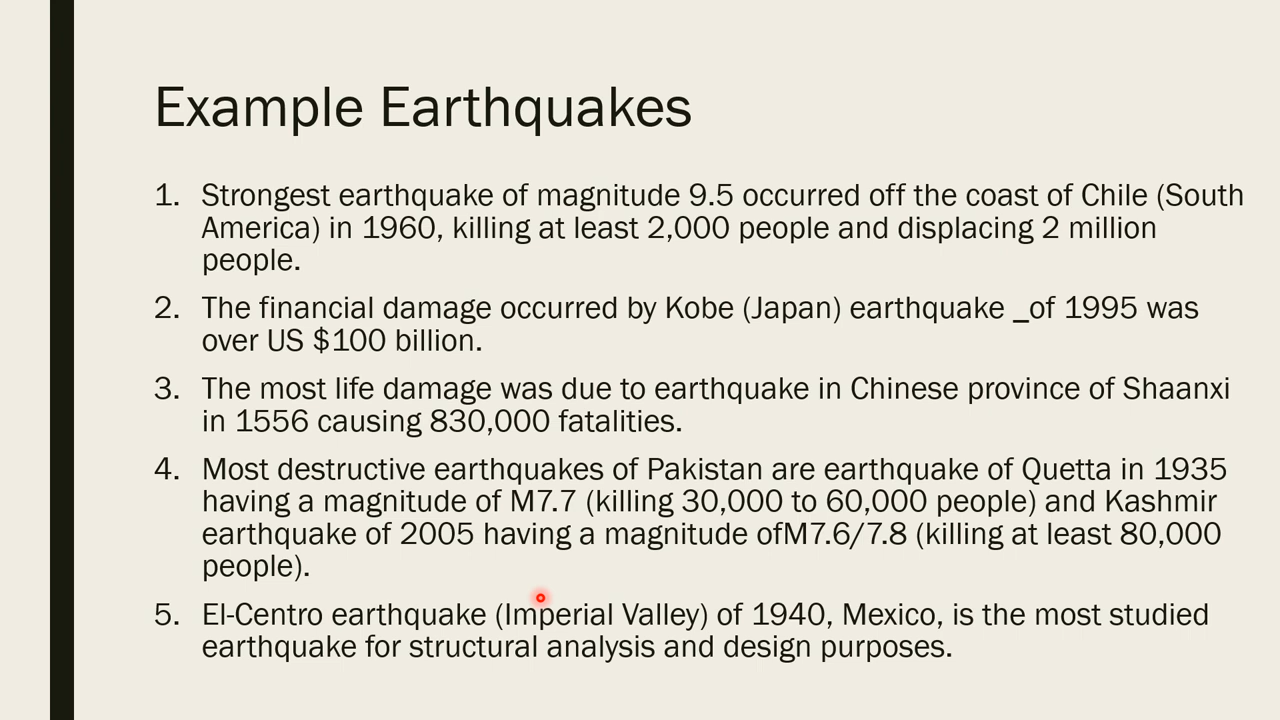 Example Earthquakes
1. Strongest earthquake of magnitude 9.5 occurred off the coast of Chile (South
America) in 1960, killing at least 2,000 people and displacing 2 million
people.
2. The financial damage occurred by Kobe (Japan) earthquake _of 1995 was
over US $100 billion.
3. The most life damage was due to earthquake in Chinese province of Shaanxi
in 1556 causing 830,000 fatalities.
4. Most destructive earthquakes of Pakistan are earthquake of Quetta in 1935
having a magnitude of M7.7 (killing 30,000 to 60,000 people) and Kashmir
earthquake of 2005 having a magnitude ofM7.6/7.8 (killing at least 80,000
people).
5. El-Centro earthquake (Imperial Valley) of 1940, Mexico, is the most studied
earthquake for structural analysis and design purposes.